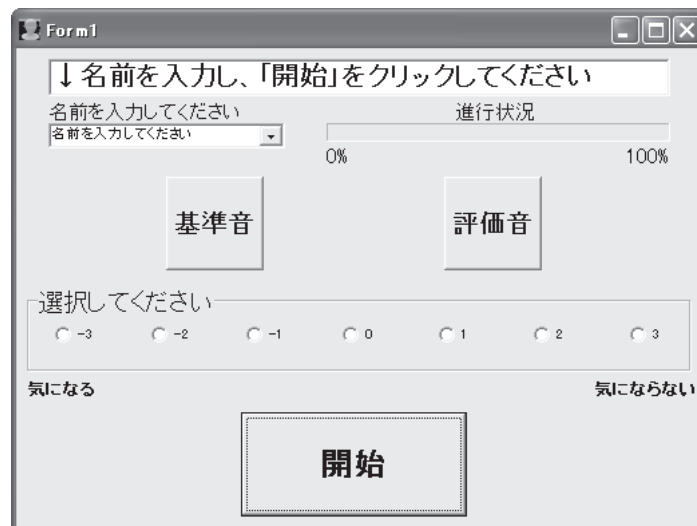 Form1
↓名前を入力し、「開始」をクリックしてください
名前を入力してください
進行状況
名前を入力してください
0% 100%
基準音 評価音
選択してください
-3 -2 -1 0 1 2 3
気になる 気にならない
開始